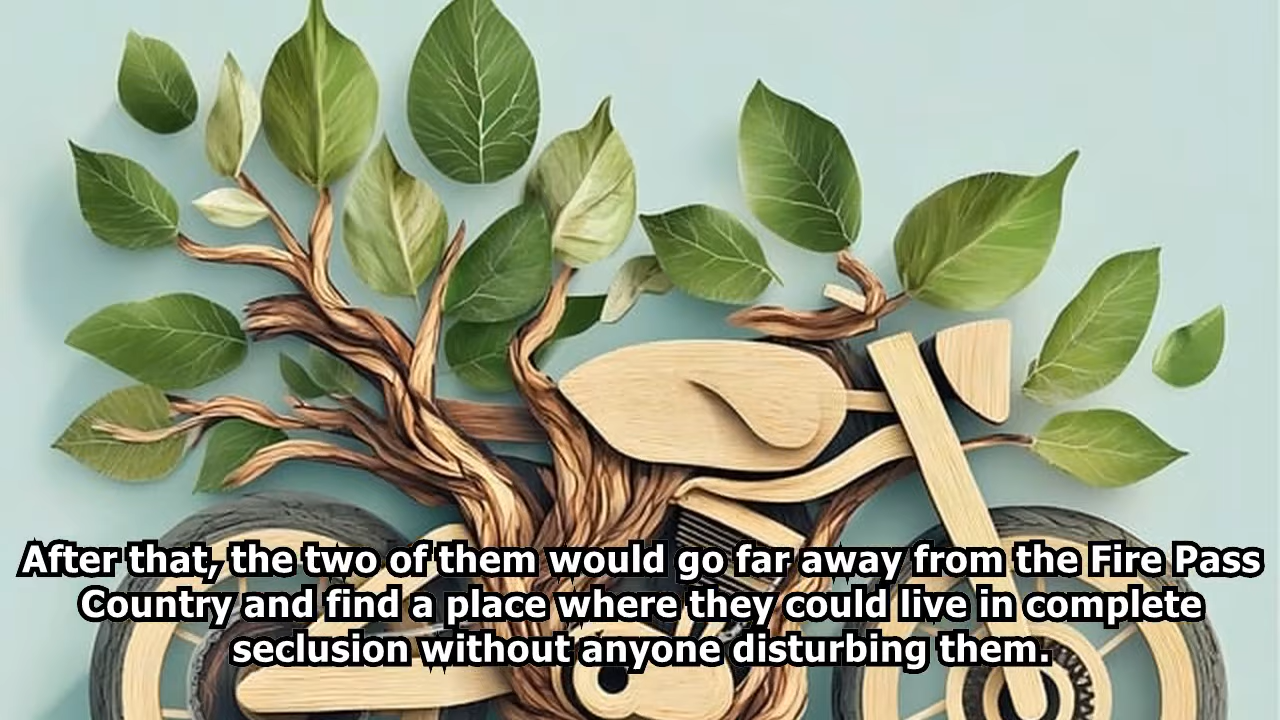 After that, the two of them would go far away from the Fire Pass
Country and find a place where they could live in complete
seclusion without anyone disturbing them.